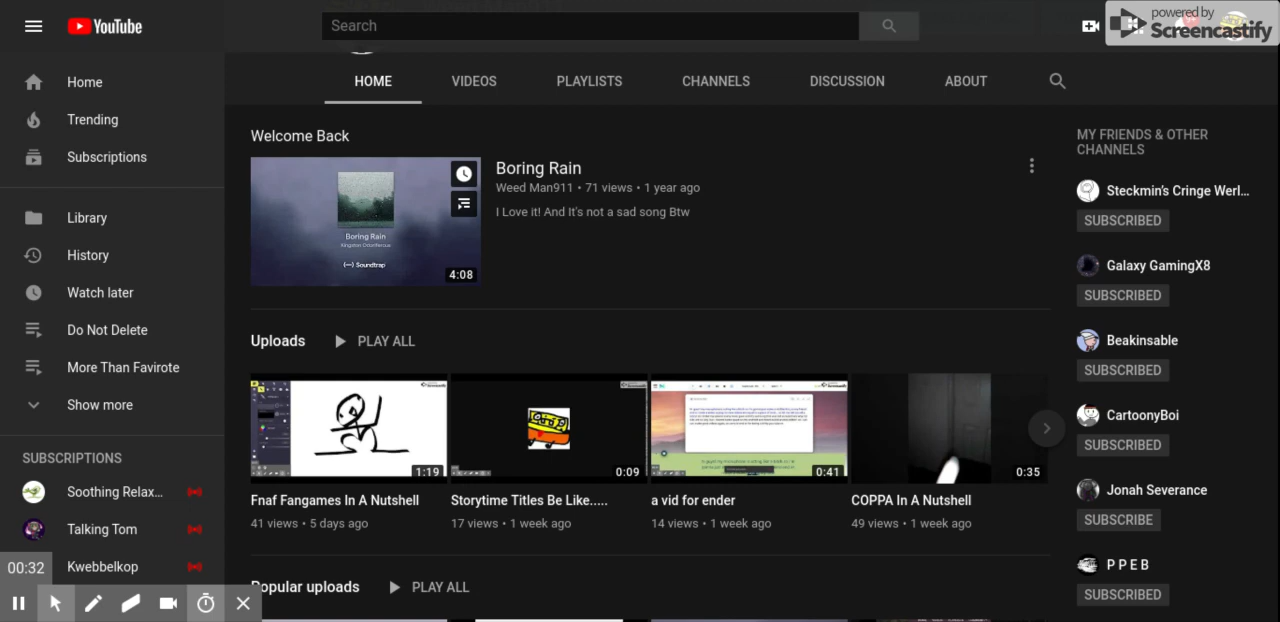 YouTube
Search
powered by
Screencastify
Home
Trending
Subscriptions
Library
History
Watch later
Do Not Delete
More Than Favirote
Show more
SUBSCRIPTIONS
Soothing Relax...
Talking Tom
Kwebbelkop
00:32
HOME
VIDEOS
PLAYLISTS
CHANNELS
DISCUSSION
ABOUT
Welcome Back
Boring Rain
Soundtrap
4:08
Boring Rain
Weed Man911 • 71 views • 1 year ago
I Love it! And It's not a sad song Btw
Uploads
PLAY ALL
1:19
Fnaf Fangames In A Nutshell
41 views • 5 days ago
0:09
Storytime Titles Be Like.....
17 views • 1 week ago
0:41
a vid for ender
14 views • 1 week ago
0:35
COPPA In A Nutshell
49 views • 1 week ago
Popular uploads
PLAY ALL
MY FRIENDS & OTHER
CHANNELS
Steckmin's Cringe Werl...
SUBSCRIBED
Galaxy GamingX8
SUBSCRIBED
Beakinsable
SUBSCRIBED
CartoonyBoi
SUBSCRIBED
Jonah Severance
SUBSCRIBE
P P E B
SUBSCRIBED